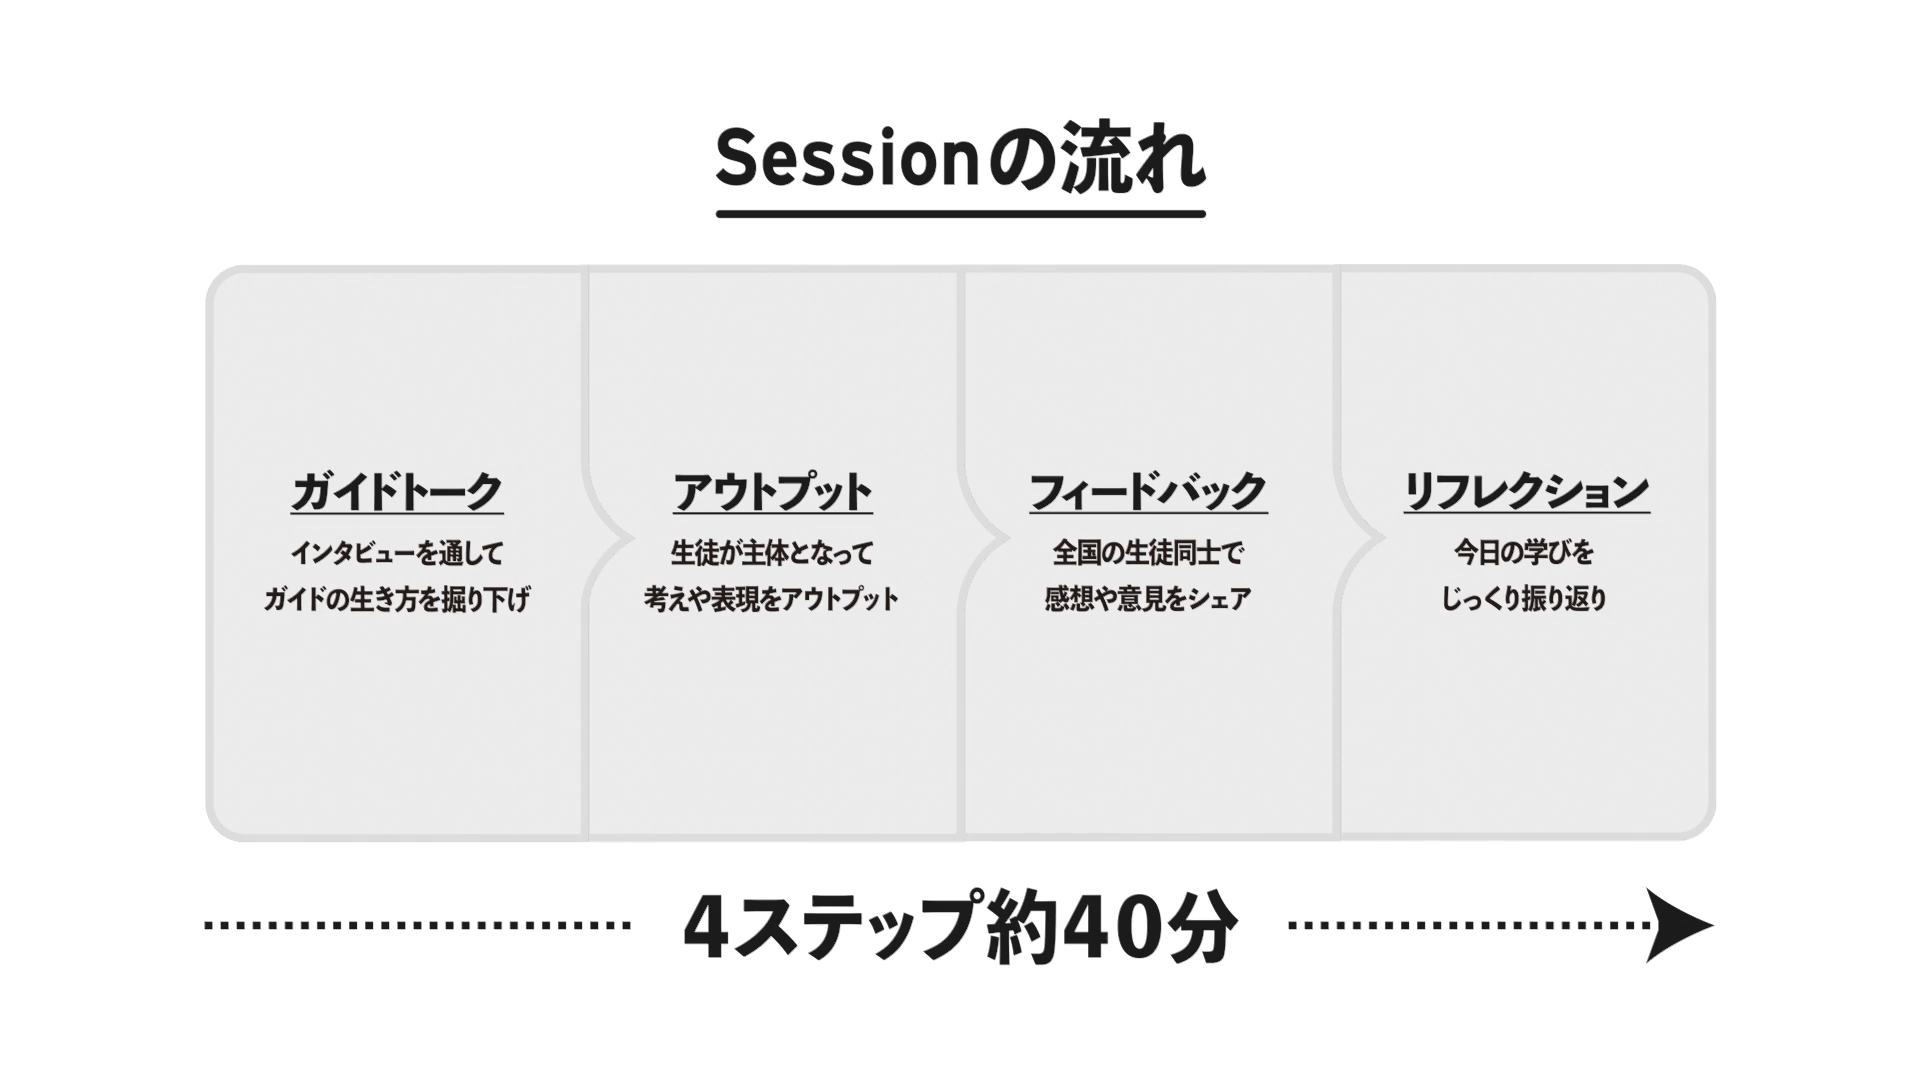 Sessionの流れ
ガイドトーク
インタビューを通して
ガイドの生き方を掘り下げ
アウトプット
生徒が主体となって
考えや表現をアウトプット
フィードバック
全国の生徒同士で
感想や意見をシェア
リフレクション
今日の学びを
じっくり振り返り
4ステップ約40分